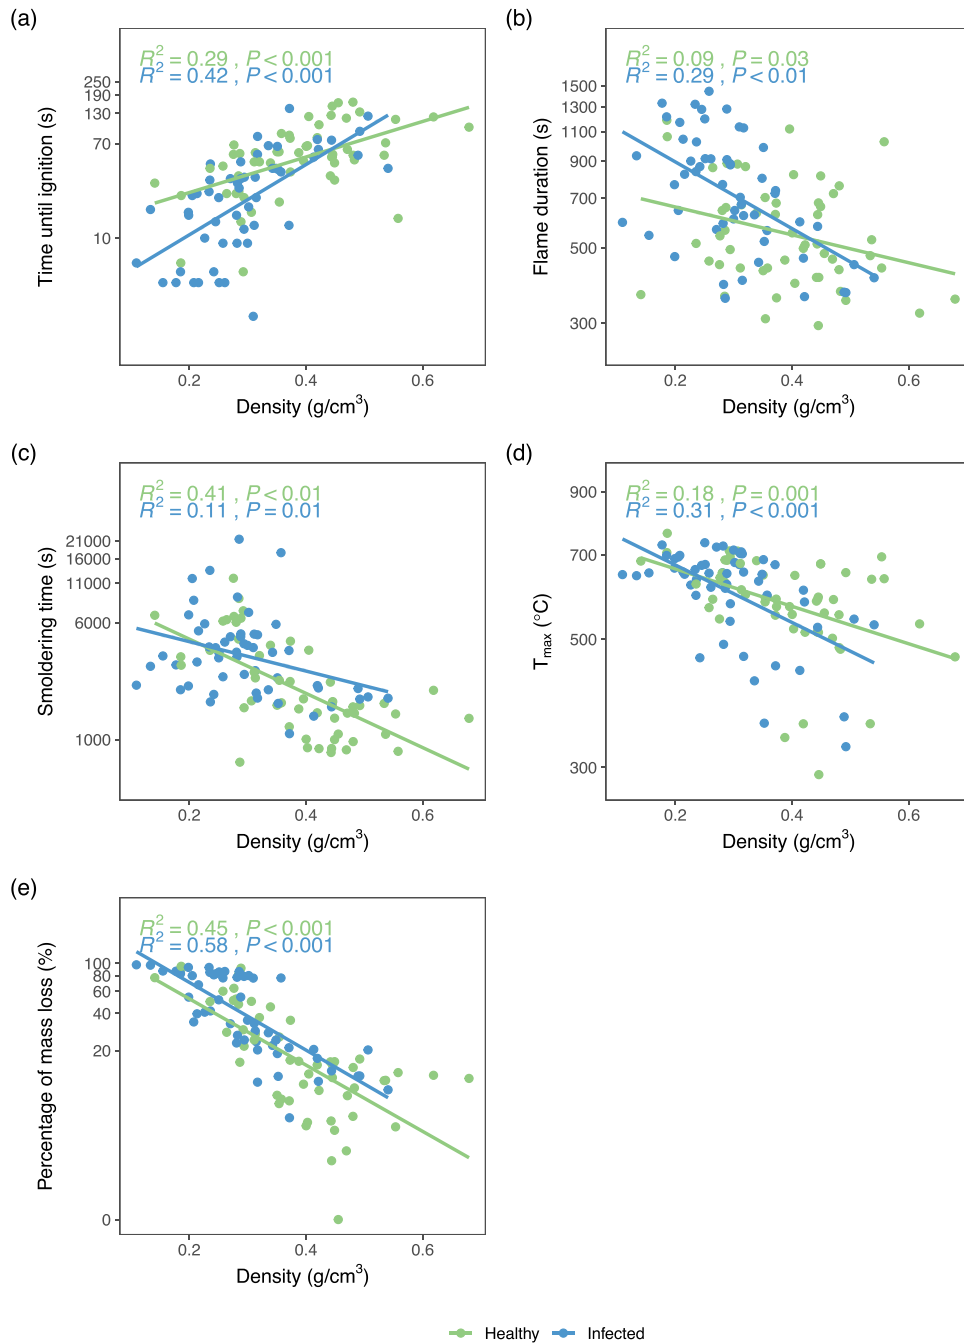 (a)
R² = 0.29 , P < 0.001
R² = 0.42 , P < 0.001
250
190
130
70
10
Time until ignition (s)
0.2 0.4 0.6
Density (g/cm³)
(b)
R² = 0.09 , P = 0.03
R² = 0.29 , P < 0.01
1500
1300
1100
900
700
500
300
Flame duration (s)
0.2 0.4 0.6
Density (g/cm³)
(c)
R² = 0.41 , P < 0.01
R² = 0.11 , P = 0.01
21000
16000
11000
6000
1000
Smoldering time (s)
0.2 0.4 0.6
Density (g/cm³)
(d)
R² = 0.18 , P = 0.001
R² = 0.31 , P < 0.001
900
700
500
300
Tmax (°C)
0.2 0.4 0.6
Density (g/cm³)
(e)
R² = 0.45 , P < 0.001
R² = 0.58 , P < 0.001
100
80
60
40
20
0
Percentage of mass loss (%)
0.2 0.4 0.6
Density (g/cm³)
Healthy Infected